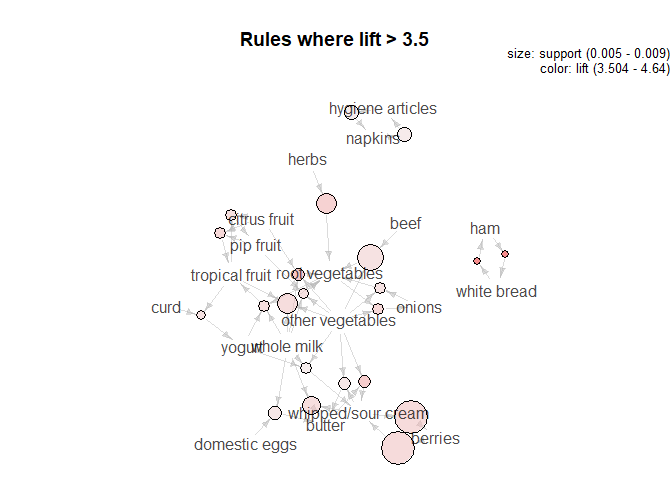 Rules where lift > 3.5
size: support (0.005 - 0.009)
color: lift (3.504 - 4.64)
hygiene articles
napkins
herbs
citrus fruit
beef
ham
pip fruit
tropical fruit
root vegetables
white bread
curd
onions
other vegetables
yogurt
whole milk
whipped/sour cream
butter
berries
domestic eggs